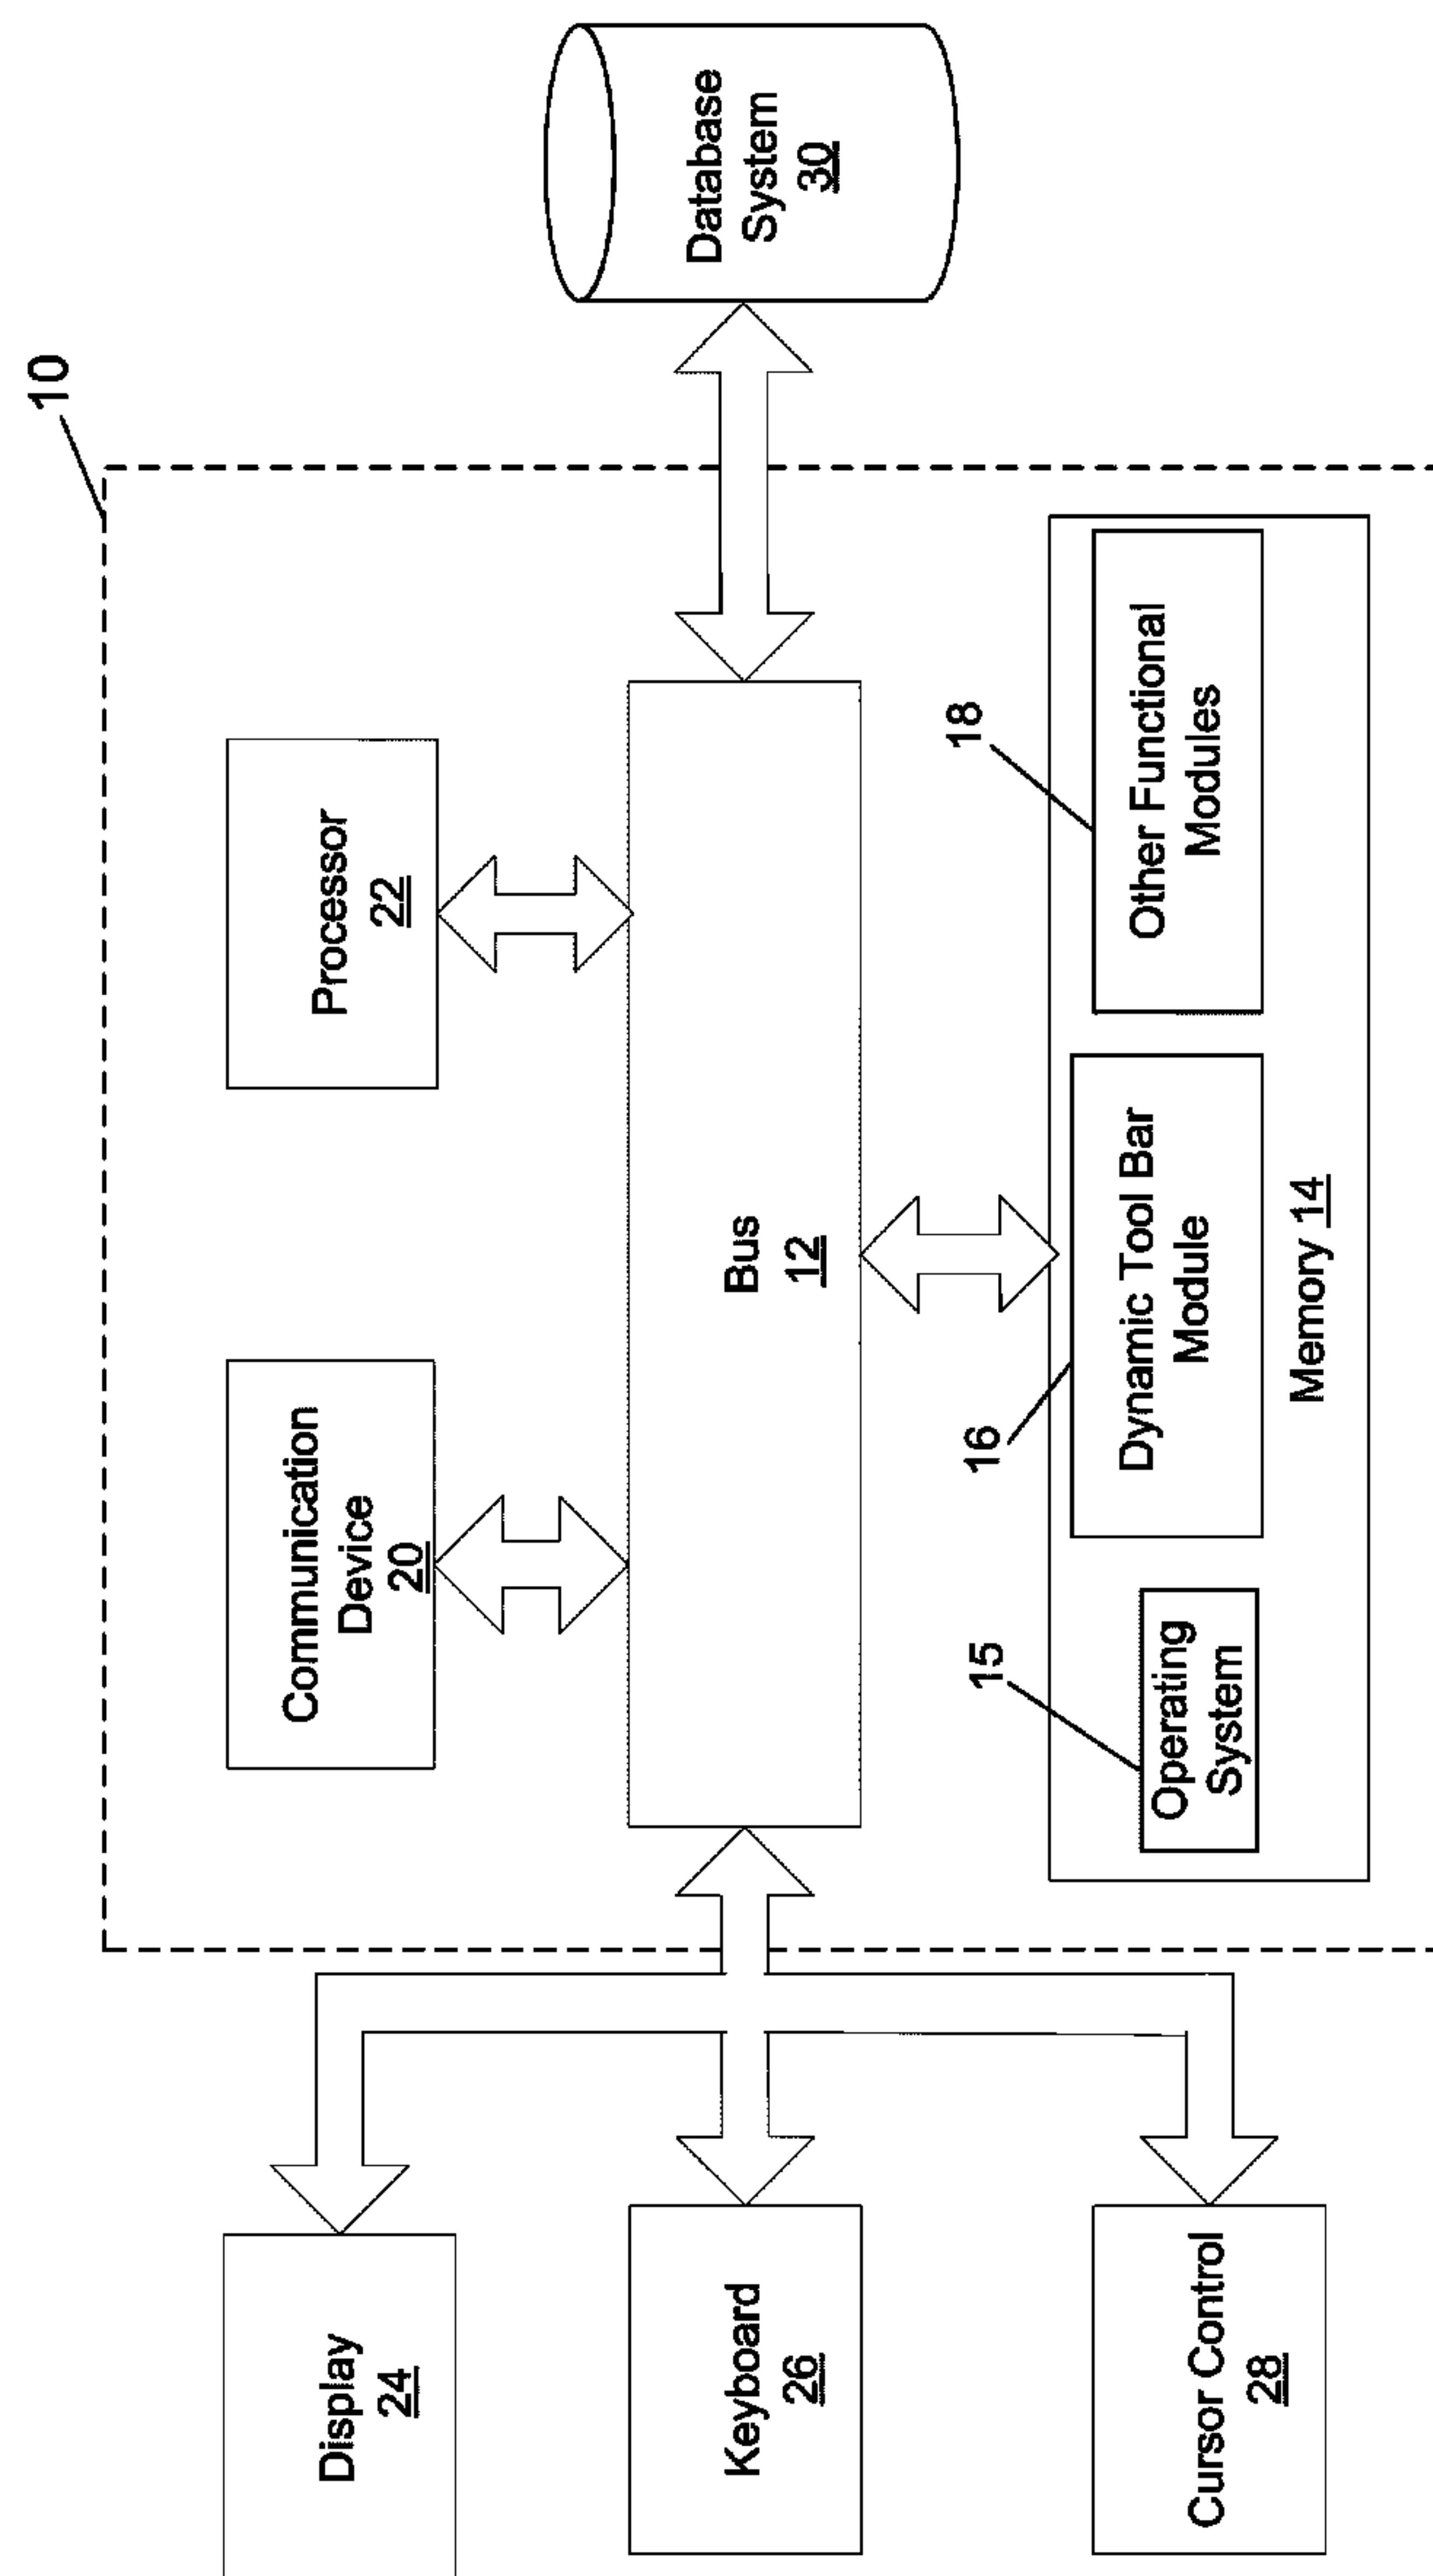 10
Communication
Device
20
Processor
22
Display
24
Keyboard
26
Bus
12
Database
System
30
15
16
18
Operating
System
Dynamic Tool Bar
Module
Other Functional
Modules
Memory 14
Cursor Control
28